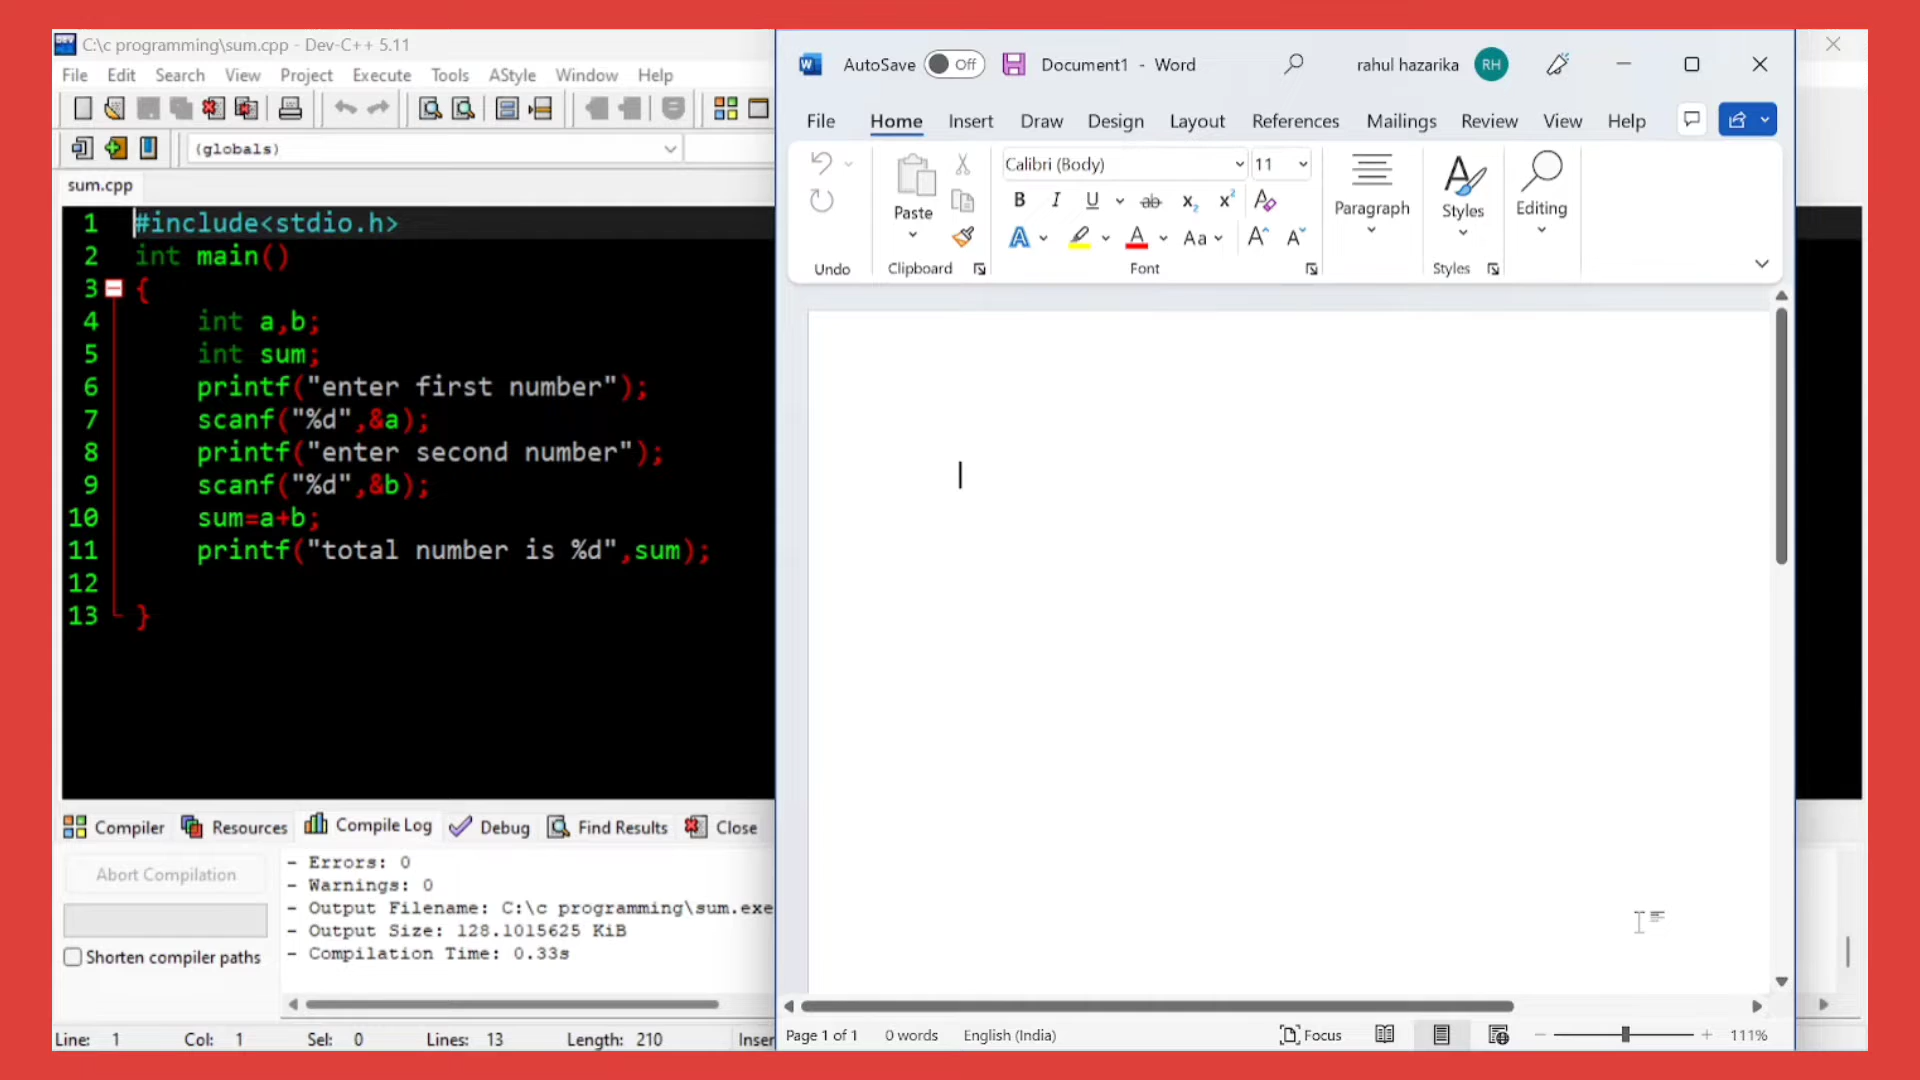 C:\c programming\sum.cpp - Dev-C++ 5.11
File Edit Search View Project Execute Tools AStyle Window Help
(globals)
sum.cpp
1 #include<stdio.h>
2 int main()
3 {
4 int a,b;
5 int sum;
6 printf("enter first number");
7 scanf("%d",&a);
8 printf("enter second number");
9 scanf("%d",&b);
10 sum=a+b;
11 printf("total number is %d",sum);
12
13 }
Compiler Resources Compile Log Debug Find Results Close
Abort Compilation
Shorten compiler paths
- Errors: 0
- Warnings: 0
- Output Filename: C:\c programming\sum.exe
- Output Size: 128.1015625 KiB
- Compilation Time: 0.33s
Line: 1 Col: 1 Sel: 0 Lines: 13 Length: 210 Inser
AutoSave Off Document1 - Word rahul hazarika RH
File Home Insert Draw Design Layout References Mailings Review View Help
Calibri (Body) 11
Paste
Paragraph Styles Editing
Undo Clipboard Font Styles
Page 1 of 1 0 words English (India) Focus 111%